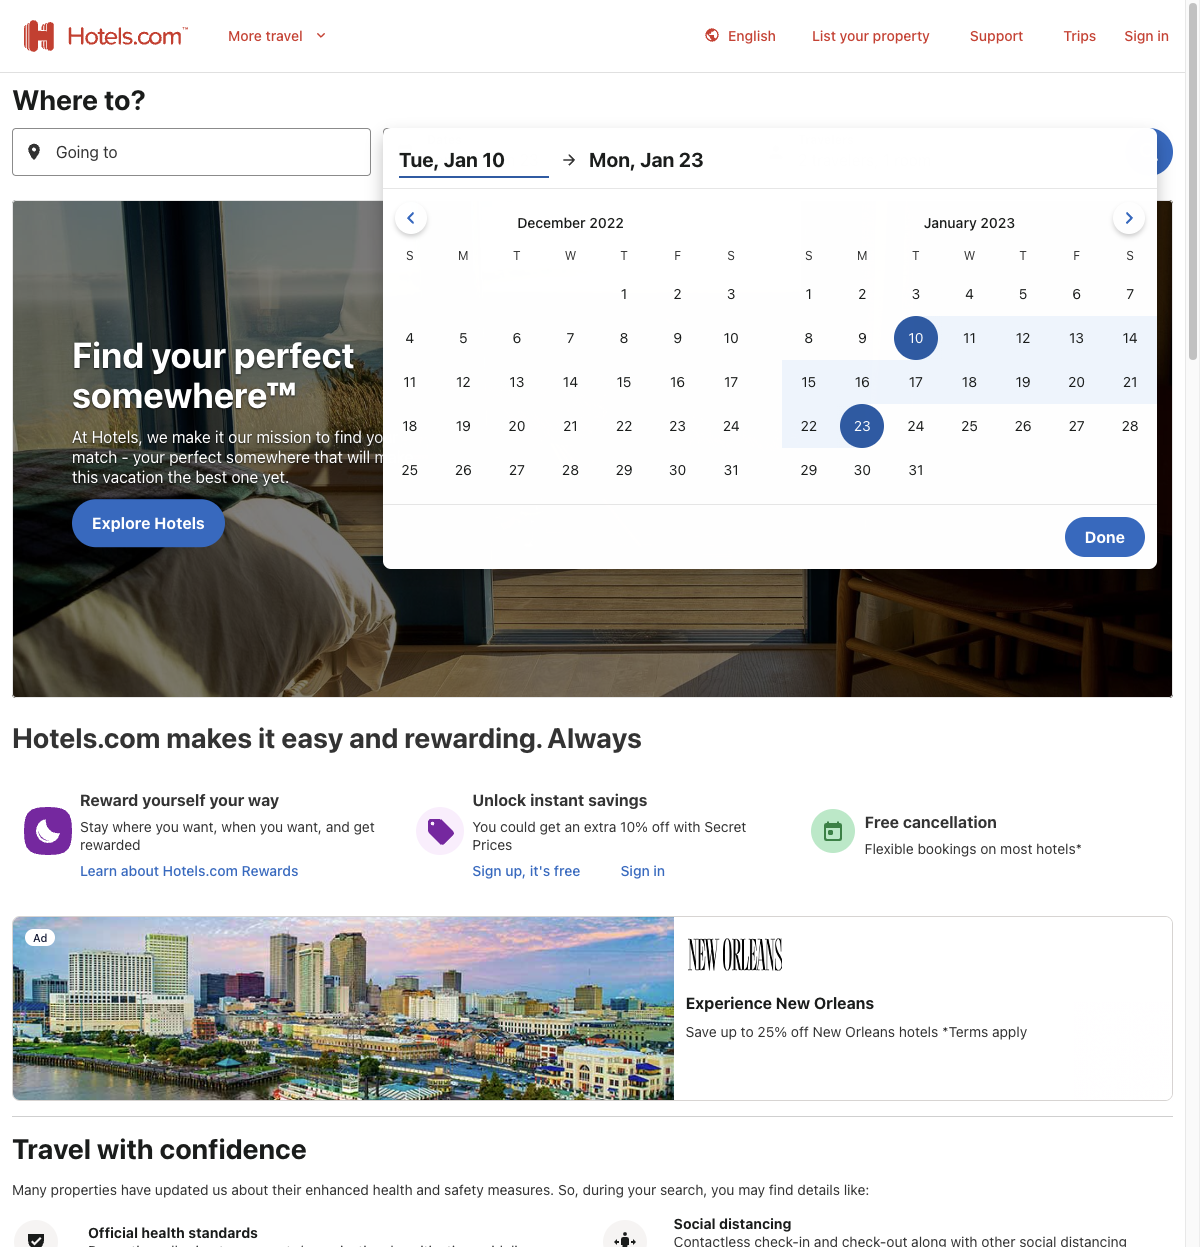 Hotels.com™
More travel
English
List your property
Support
Trips
Sign in
Where to?
Going to
Tue, Jan 10
Mon, Jan 23
December 2022
S M T W T F S
1 2 3
4 5 6 7 8 9 10
11 12 13 14 15 16 17
18 19 20 21 22 23 24
25 26 27 28 29 30 31
January 2023
S M T W T F S
1 2 3 4 5 6 7
8 9 10 11 12 13 14
15 16 17 18 19 20 21
22 23 24 25 26 27 28
29 30 31
Done
Find your perfect
somewhere™
At Hotels, we make it our mission to find
match - your perfect somewhere that will
this vacation the best one yet.
Explore Hotels
Hotels.com makes it easy and rewarding. Always
Reward yourself your way
Stay where you want, when you want, and get
rewarded
Learn about Hotels.com Rewards
Unlock instant savings
You could get an extra 10% off with Secret
Prices
Sign up, it's free
Sign in
Free cancellation
Flexible bookings on most hotels*
Ad
NEW ORLEANS
Experience New Orleans
Save up to 25% off New Orleans hotels *Terms apply
Travel with confidence
Many properties have updated us about their enhanced health and safety measures. So, during your search, you may find details like:
Official health standards
Social distancing
Contactless check-in and check-out along with other social distancing